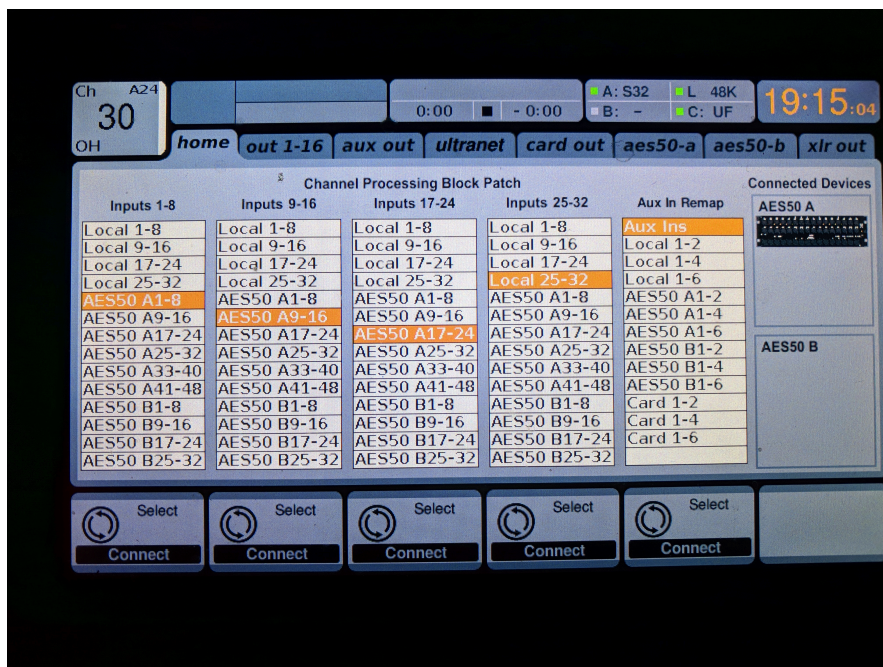 Ch A24
30
OH
0:00 - 0:00
A: S32 L 48K
B: - C: UF
19:15:04
home out 1-16 aux out ultranet card out aes50-a aes50-b xlr out
Channel Processing Block Patch
Connected Devices
Inputs 1-8 Inputs 9-16 Inputs 17-24 Inputs 25-32 Aux In Remap
AES50 A
Local 1-8 Local 1-8 Local 1-8 Local 1-8 Aux Ins
Local 9-16 Local 9-16 Local 9-16 Local 9-16 Local 1-2
Local 17-24 Local 17-24 Local 17-24 Local 17-24 Local 1-4
Local 25-32 Local 25-32 Local 25-32 Local 25-32 Local 1-6
AES50 A1-8 AES50 A1-8 AES50 A1-8 AES50 A1-8 AES50 A1-2
AES50 A9-16 AES50 A9-16 AES50 A9-16 AES50 A9-16 AES50 A1-4
AES50 A17-24 AES50 A17-24 AES50 A17-24 AES50 A17-24 AES50 A1-6
AES50 A25-32 AES50 A25-32 AES50 A25-32 AES50 A25-32 AES50 B1-2
AES50 B
AES50 A33-40 AES50 A33-40 AES50 A33-40 AES50 A33-40 AES50 B1-4
AES50 A41-48 AES50 A41-48 AES50 A41-48 AES50 A41-48 AES50 B1-6
AES50 B1-8 AES50 B1-8 AES50 B1-8 AES50 B1-8 Card 1-2
AES50 B9-16 AES50 B9-16 AES50 B9-16 AES50 B9-16 Card 1-4
AES50 B17-24 AES50 B17-24 AES50 B17-24 AES50 B17-24 Card 1-6
AES50 B25-32 AES50 B25-32 AES50 B25-32 AES50 B25-32
Select Select Select Select Select
Connect Connect Connect Connect Connect